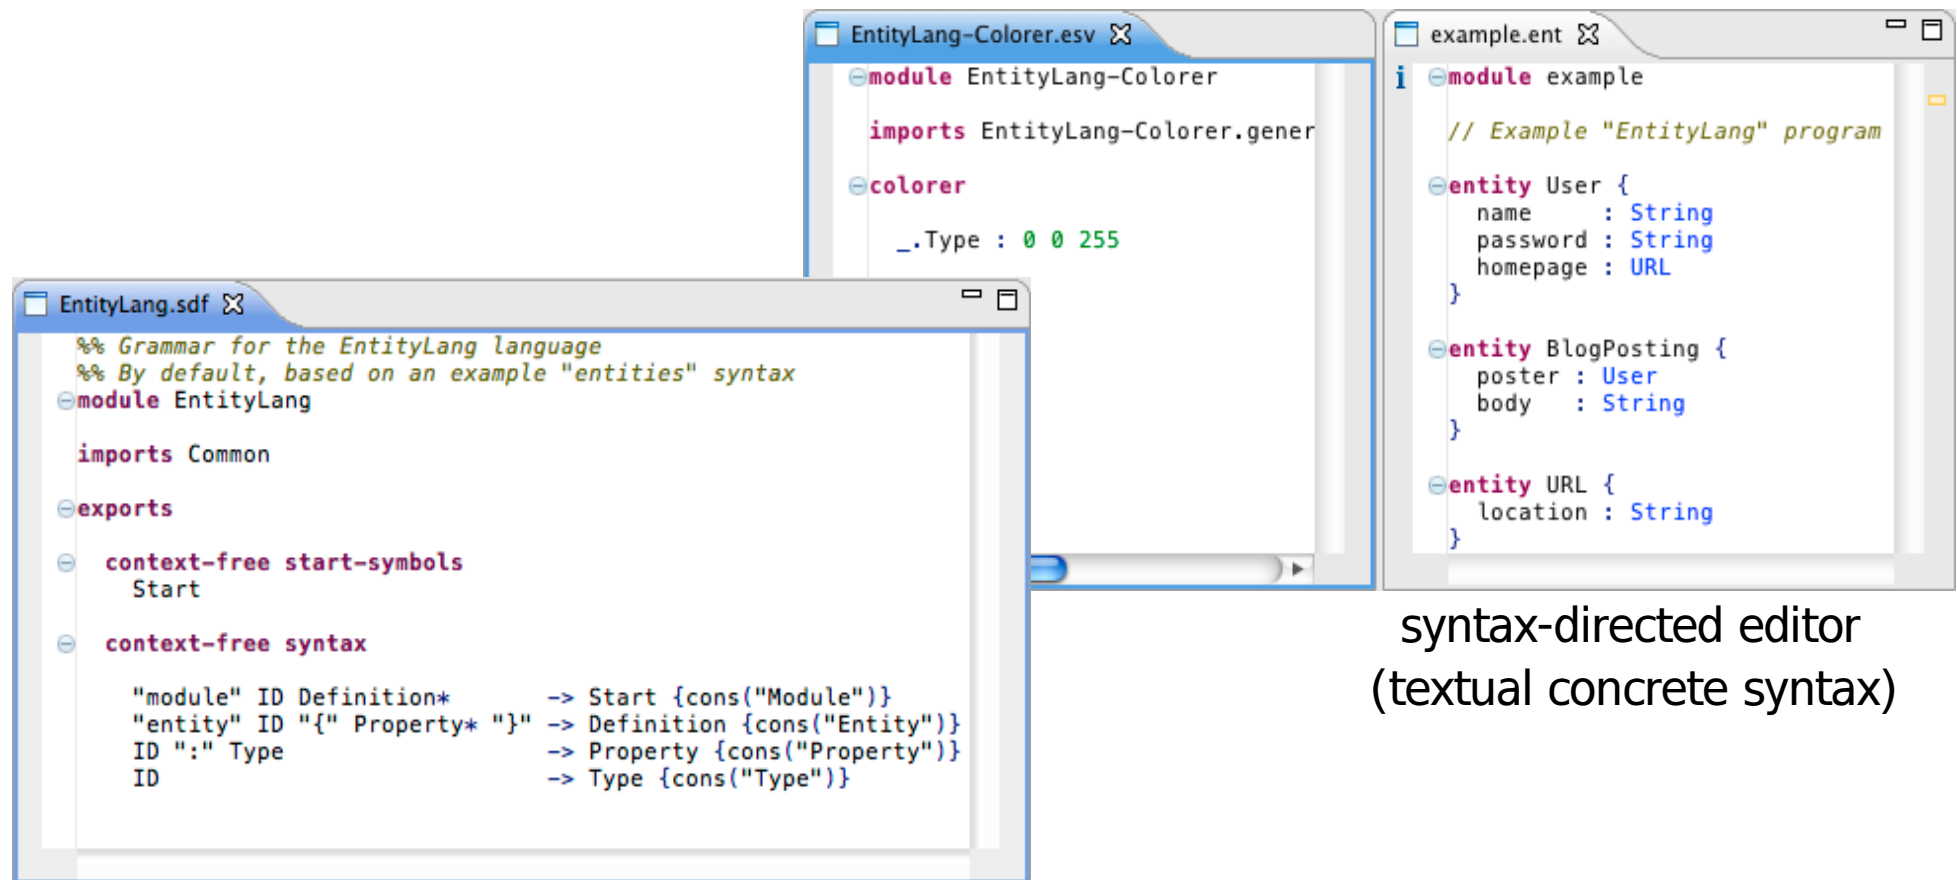 EntityLang-Colorer.esv
module EntityLang-Colorer
imports EntityLang-Colorer.gener
colorer
_.Type : 0 0 255
example.ent
i
module example
// Example "EntityLang" program
entity User {
name     : String
password : String
homepage : URL
}
entity BlogPosting {
poster : User
body   : String
}
entity URL {
location : String
}
EntityLang.sdf
%% Grammar for the EntityLang language
%% By default, based on an example "entities" syntax
module EntityLang
imports Common
exports
context-free start-symbols
Start
context-free syntax
"module" ID Definition*       -> Start {cons("Module")}
"entity" ID "{" Property* "}" -> Definition {cons("Entity")}
ID ":" Type                   -> Property {cons("Property")}
ID                            -> Type {cons("Type")}
syntax-directed editor
(textual concrete syntax)